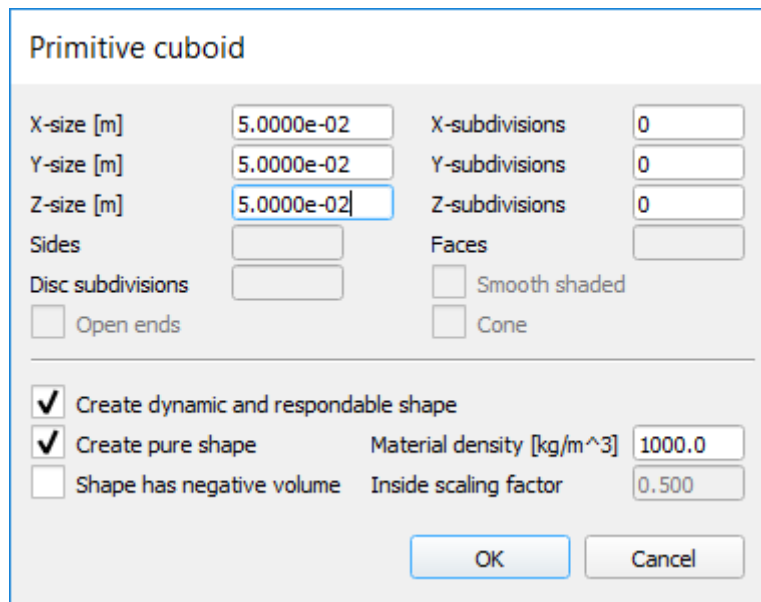 Primitive cuboid
X-size [m] 5.0000e-02 X-subdivisions 0
Y-size [m] 5.0000e-02 Y-subdivisions 0
Z-size [m] 5.0000e-02 Z-subdivisions 0
Sides Faces
Disc subdivisions Smooth shaded
Open ends Cone
Create dynamic and respondable shape
Create pure shape Material density [kg/m^3] 1000.0
Shape has negative volume Inside scaling factor 0.500
OK Cancel